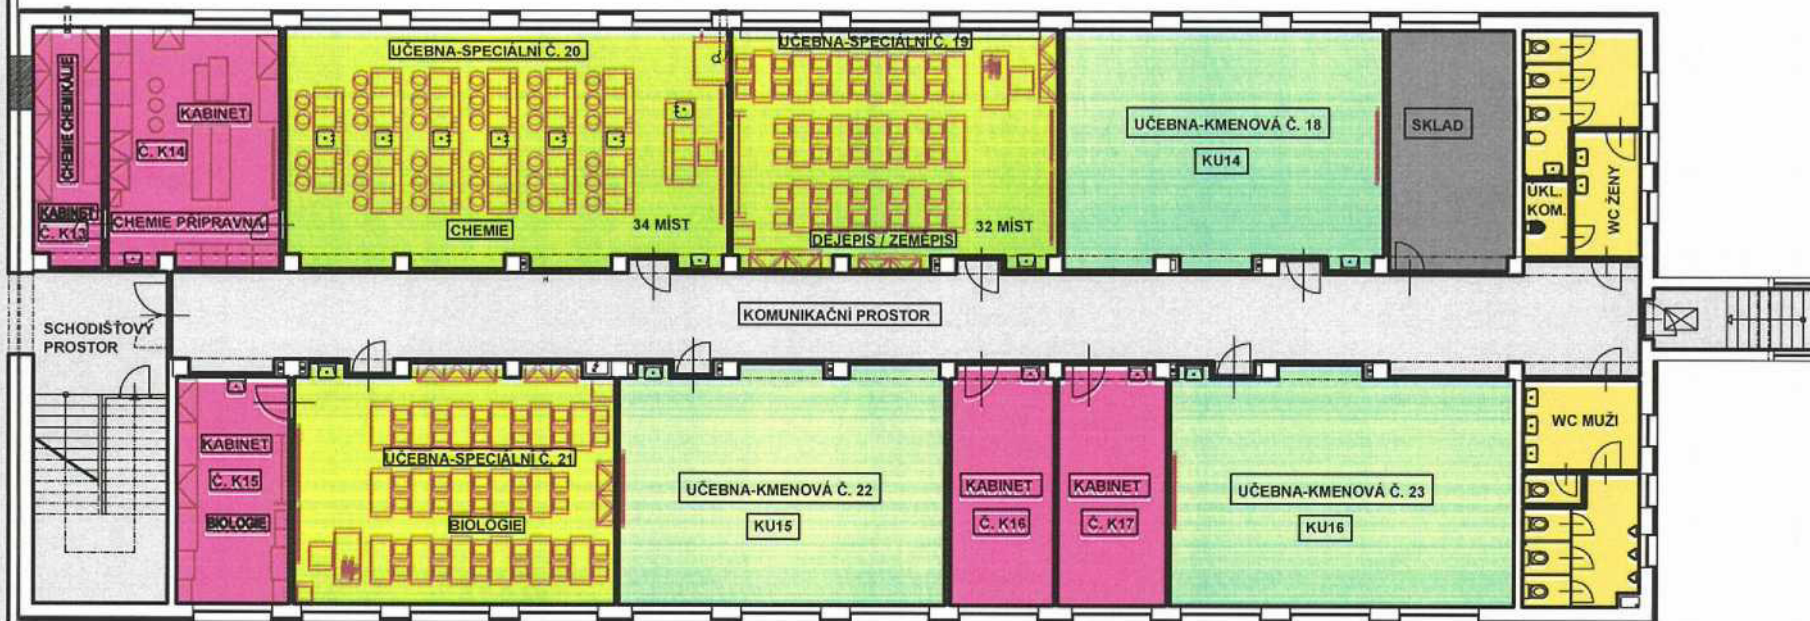 CHEMIE CHEMIKÁLIE
KABINET
Č. K13
KABINET
Č. K14
CHEMIE PŘÍPRAVNA
UČEBNA-SPECIÁLNÍ Č. 20
CHEMIE
34 MÍST
UČEBNA-SPECIÁLNÍ Č. 19
DĚJEPIS / ZEMĚPIS
32 MÍST
UČEBNA-KMENOVÁ Č. 18
KU14
SKLAD
ÚKL.
KOM.
WC ŽENY
SCHODIŠŤOVÝ
PROSTOR
KOMUNIKAČNÍ PROSTOR
KABINET
Č. K15
BIOLOGIE
UČEBNA-SPECIÁLNÍ Č. 21
BIOLOGIE
UČEBNA-KMENOVÁ Č. 22
KU15
KABINET
Č. K16
KABINET
Č. K17
UČEBNA-KMENOVÁ Č. 23
KU16
WC MUŽI